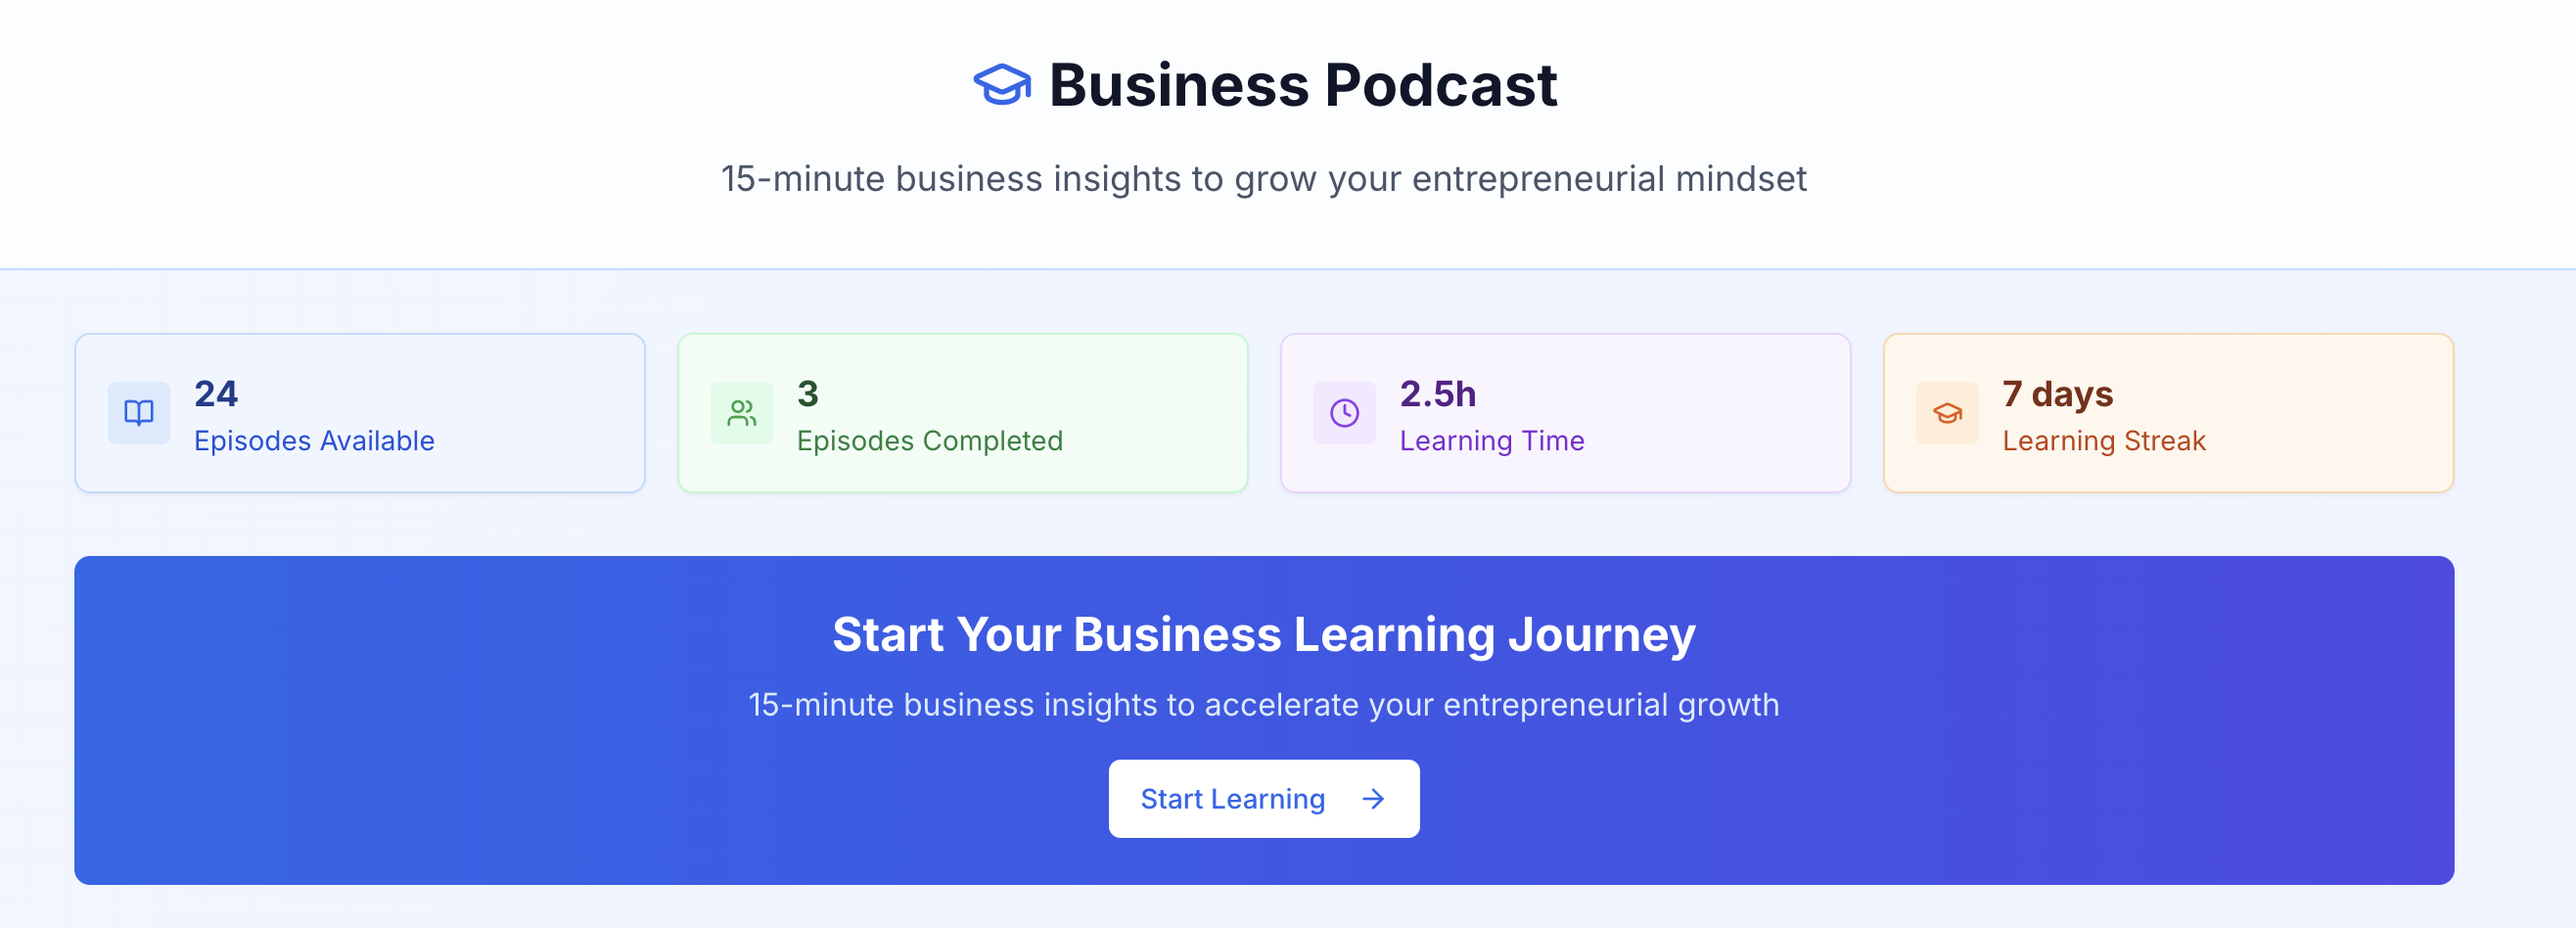 Business Podcast
15-minute business insights to grow your entrepreneurial mindset
24
Episodes Available
3
Episodes Completed
2.5h
Learning Time
7 days
Learning Streak
Start Your Business Learning Journey
15-minute business insights to accelerate your entrepreneurial growth
Start Learning